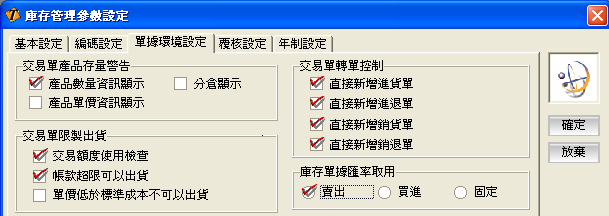 庫存管理參數設定
基本設定 編碼設定 單據環境設定 覆核設定 年制設定
交易單產品存量警告
產品數量資訊顯示 分倉顯示
產品單價資訊顯示
交易單限製出貨
交易額度使用檢查
帳款超限可以出貨
單價低於標準成本不可以出貨
交易單轉單控制
直接新增進貨單
直接新增進退單
直接新增銷貨單
直接新增銷退單
庫存單據匯率取用
賣出 買進 固定
確定
放棄